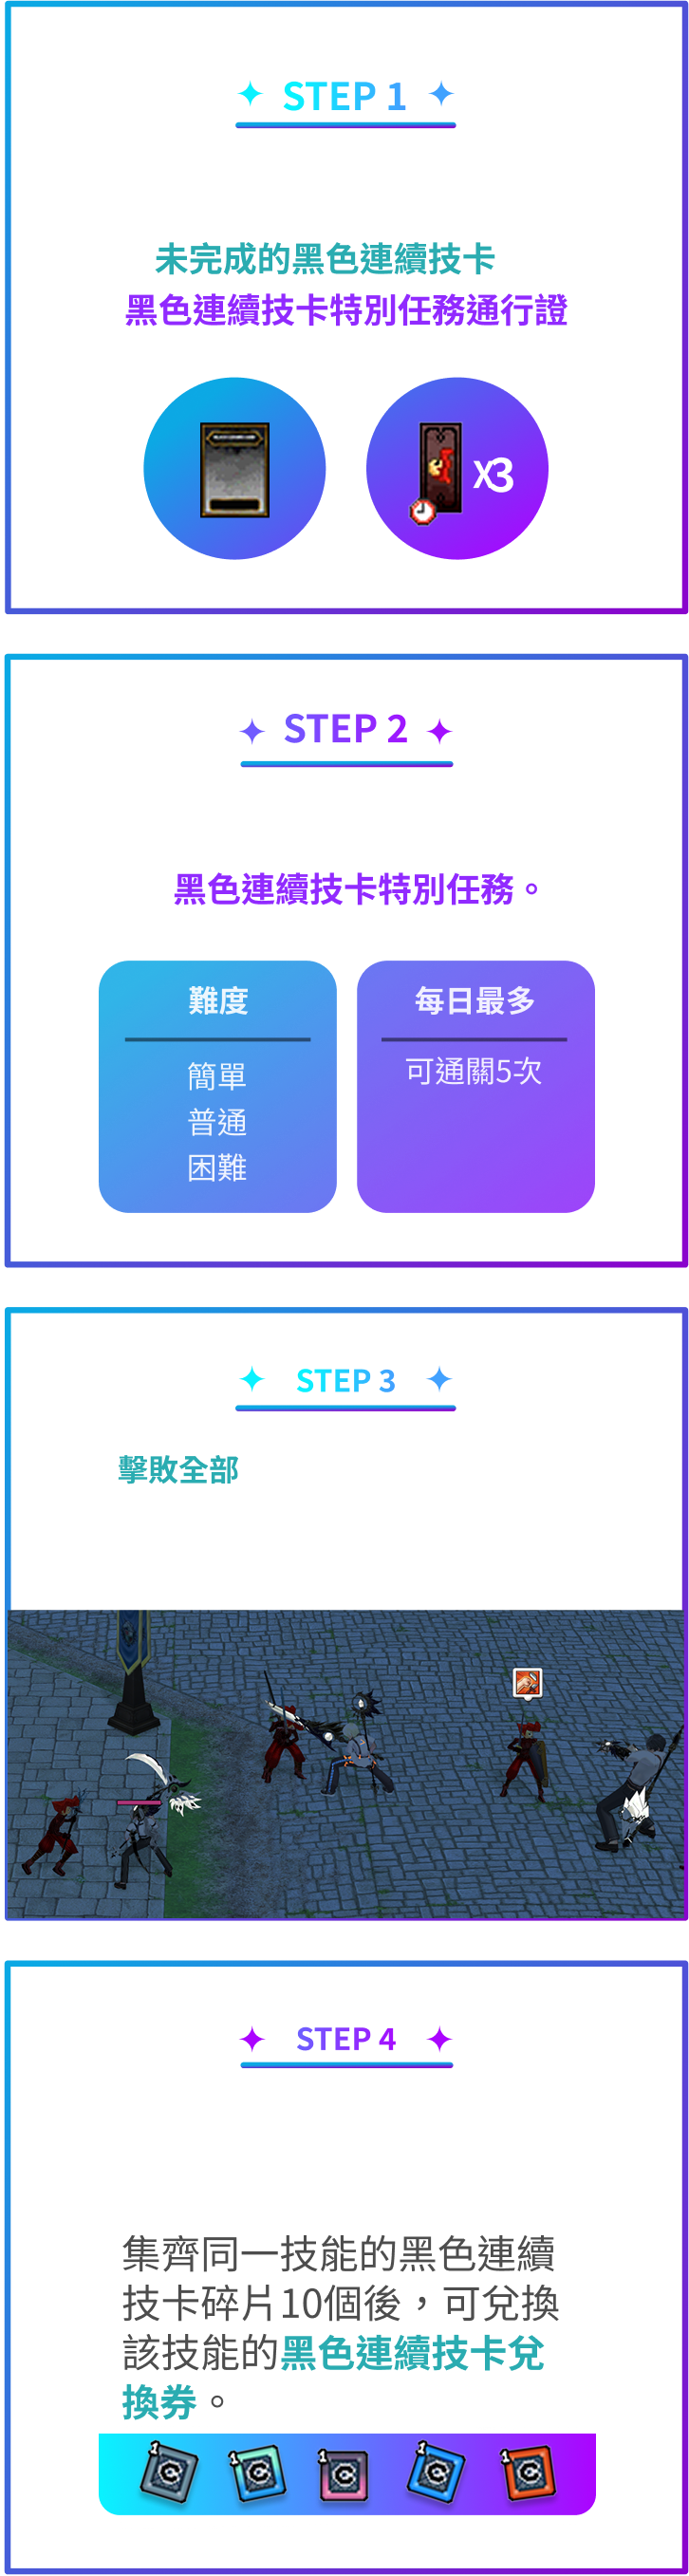 STEP 1
未完成的黑色連續技卡
黑色連續技卡特別任務通行證
X3
STEP 2
黑色連續技卡特別任務。
難度
簡單
普通
困難
每日最多
可通關5次
STEP 3
擊敗全部
STEP 4
集齊同一技能的黑色連續
技卡碎片10個後，可兌換
該技能的黑色連續技卡兌
換券。
1 1 1 1 1